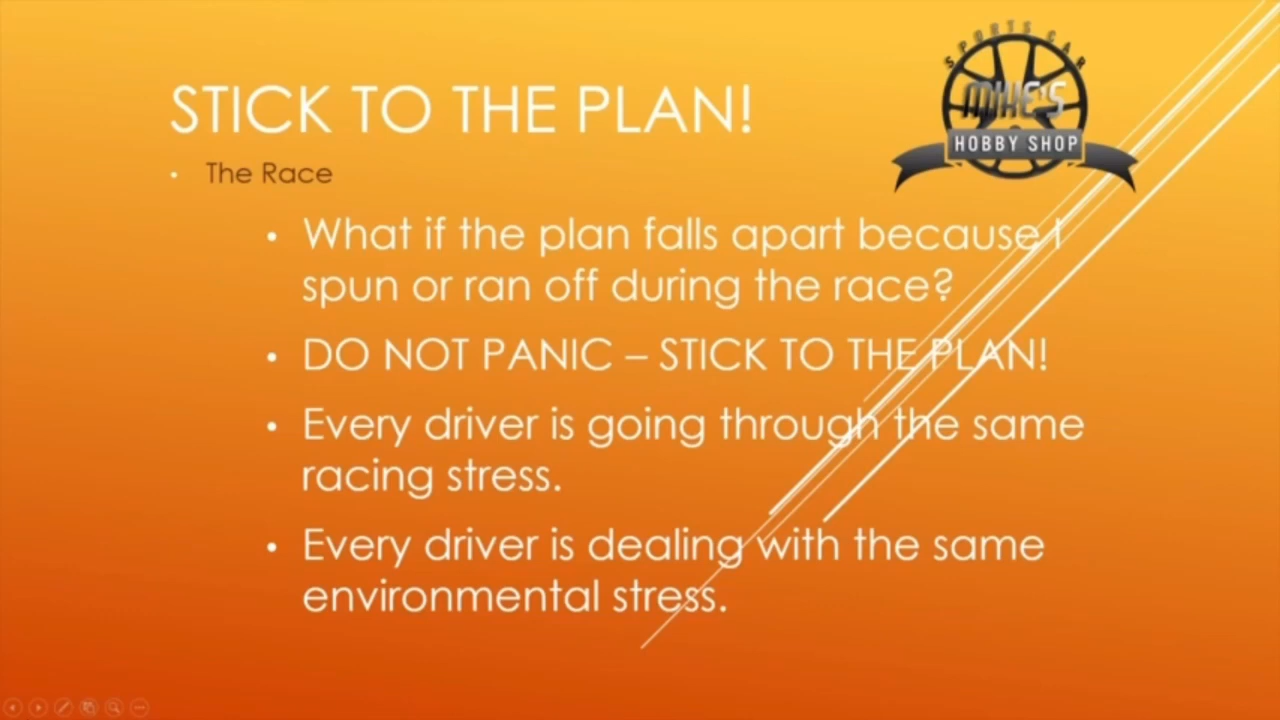 SPORTS CAR
MIKE'S
HOBBY SHOP
STICK TO THE PLAN!
• The Race
• What if the plan falls apart because I
spun or ran off during the race?
• DO NOT PANIC – STICK TO THE PLAN!
• Every driver is going through the same
racing stress.
• Every driver is dealing with the same
environmental stress.